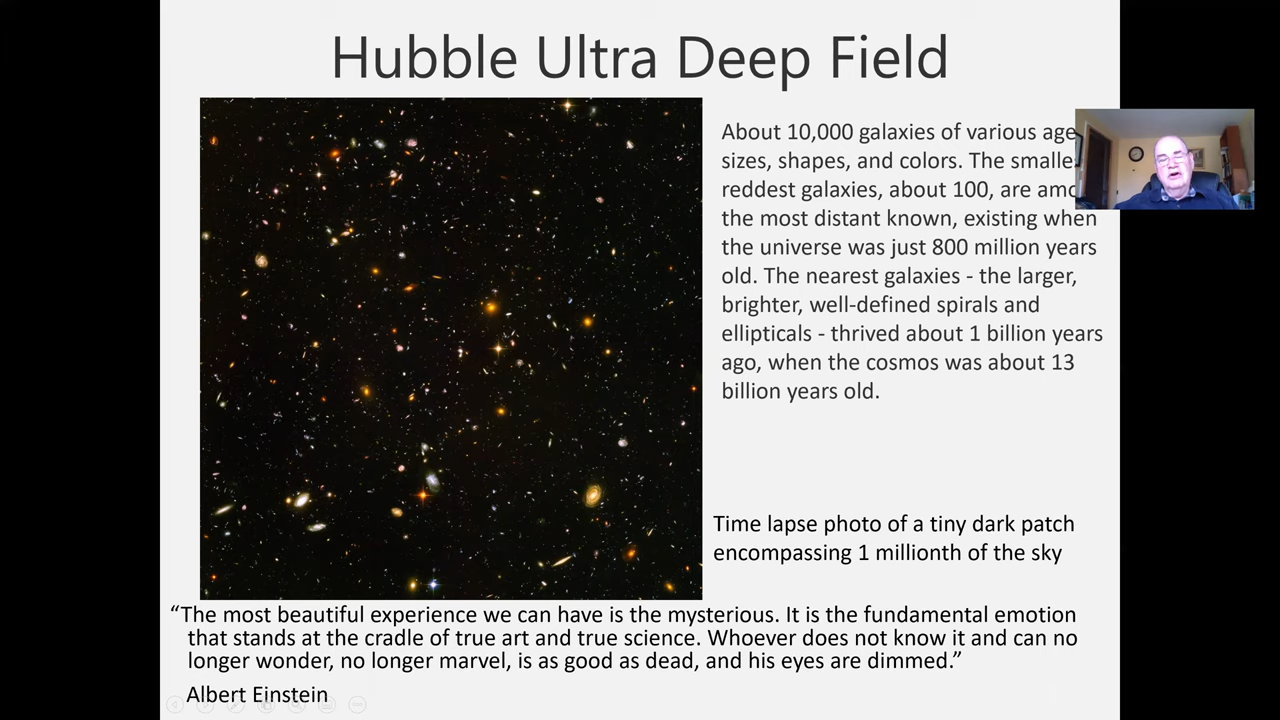 Hubble Ultra Deep Field
About 10,000 galaxies of various age
sizes, shapes, and colors. The smalle
reddest galaxies, about 100, are amo
the most distant known, existing when
the universe was just 800 million years
old. The nearest galaxies - the larger,
brighter, well-defined spirals and
ellipticals - thrived about 1 billion years
ago, when the cosmos was about 13
billion years old.
Time lapse photo of a tiny dark patch
encompassing 1 millionth of the sky
“The most beautiful experience we can have is the mysterious. It is the fundamental emotion
that stands at the cradle of true art and true science. Whoever does not know it and can no
longer wonder, no longer marvel, is as good as dead, and his eyes are dimmed.”
Albert Einstein